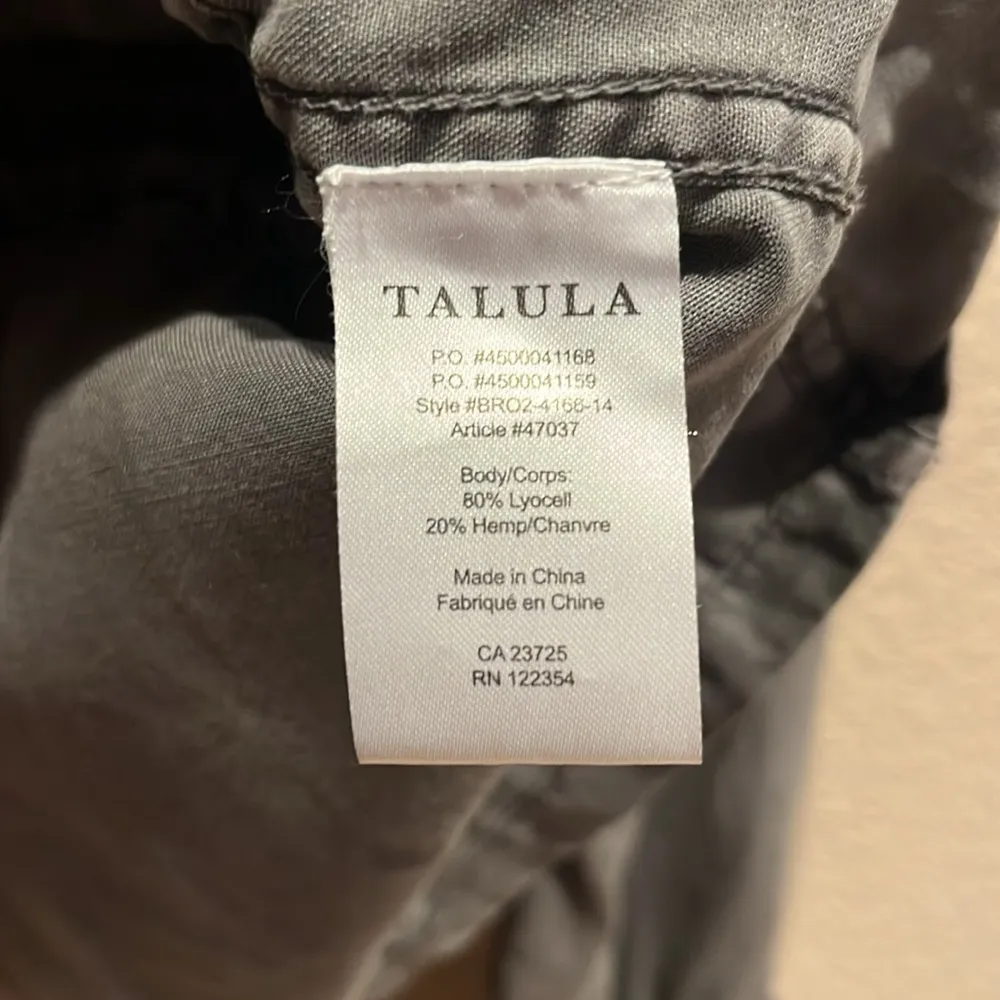 TALULA
P.O. #4500041168
P.O. #4500041159
Style #BRO2-4166-14
Article #47037
Body/Corps:
80% Lyocell
20% Hemp/Chanvre
Made in China
Fabriqué en Chine
CA 23725
RN 122354